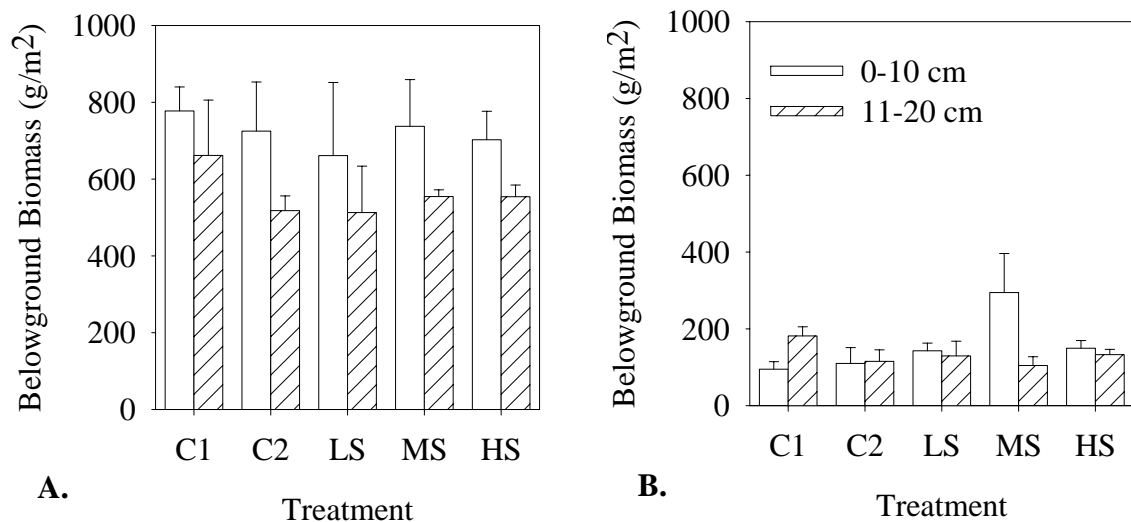 Belowground Biomass (g/m2)
1000
800
600
400
200
0
C1 C2 LS MS HS
A.
Treatment
Belowground Biomass (g/m2)
1000
800
600
400
200
0
0-10 cm
11-20 cm
C1 C2 LS MS HS
B.
Treatment